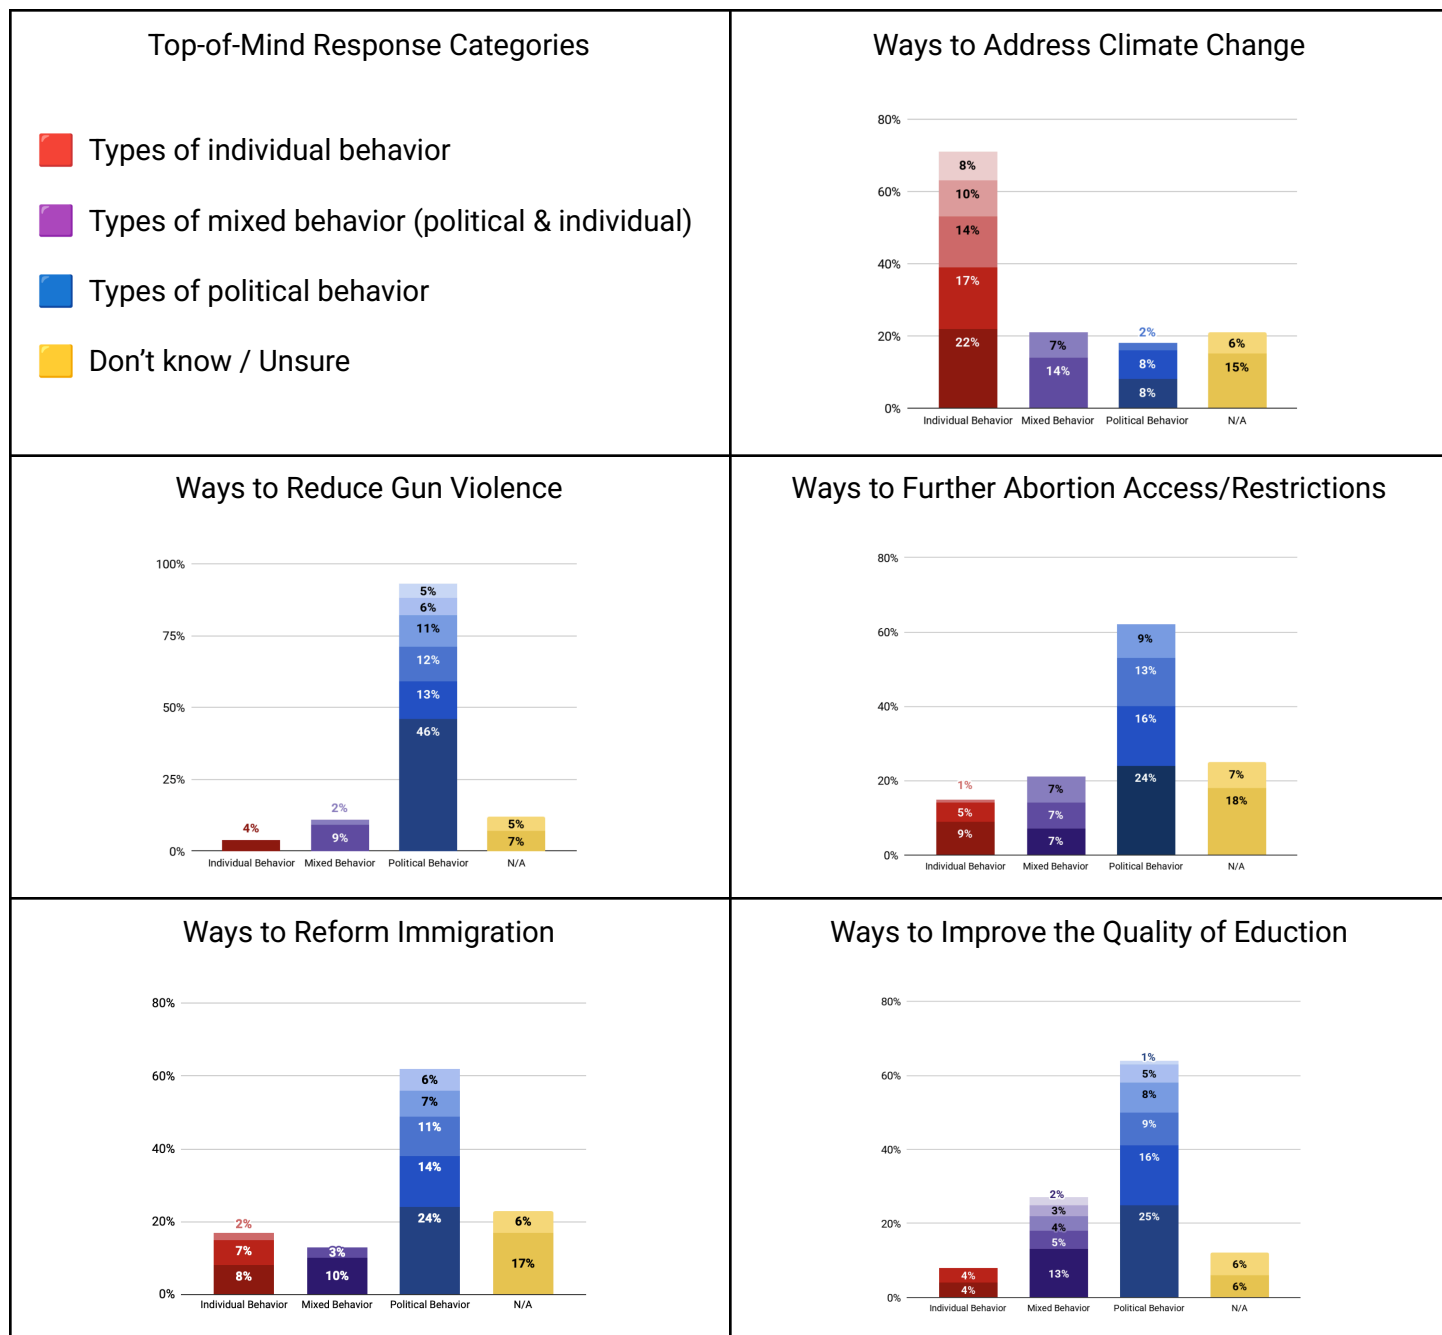 Top-of-Mind Response Categories
Types of individual behavior
Types of mixed behavior (political & individual)
Types of political behavior
Don't know / Unsure
Ways to Address Climate Change
80%
60%
40%
20%
0%
8%
10%
14%
17%
22%
7%
14%
2%
8%
8%
6%
15%
Individual Behavior
Mixed Behavior
Political Behavior
N/A
Ways to Reduce Gun Violence
100%
75%
50%
25%
0%
4%
2%
9%
5%
6%
11%
12%
13%
46%
5%
7%
Individual Behavior
Mixed Behavior
Political Behavior
N/A
Ways to Further Abortion Access/Restrictions
80%
60%
40%
20%
0%
1%
5%
9%
7%
7%
7%
9%
13%
16%
24%
7%
18%
Individual Behavior
Mixed Behavior
Political Behavior
N/A
Ways to Reform Immigration
80%
60%
40%
20%
0%
2%
7%
8%
3%
10%
6%
7%
11%
14%
24%
6%
17%
Individual Behavior
Mixed Behavior
Political Behavior
N/A
Ways to Improve the Quality of Eduction
80%
60%
40%
20%
0%
4%
4%
2%
3%
4%
5%
13%
1%
5%
8%
9%
16%
25%
6%
6%
Individual Behavior
Mixed Behavior
Political Behavior
N/A